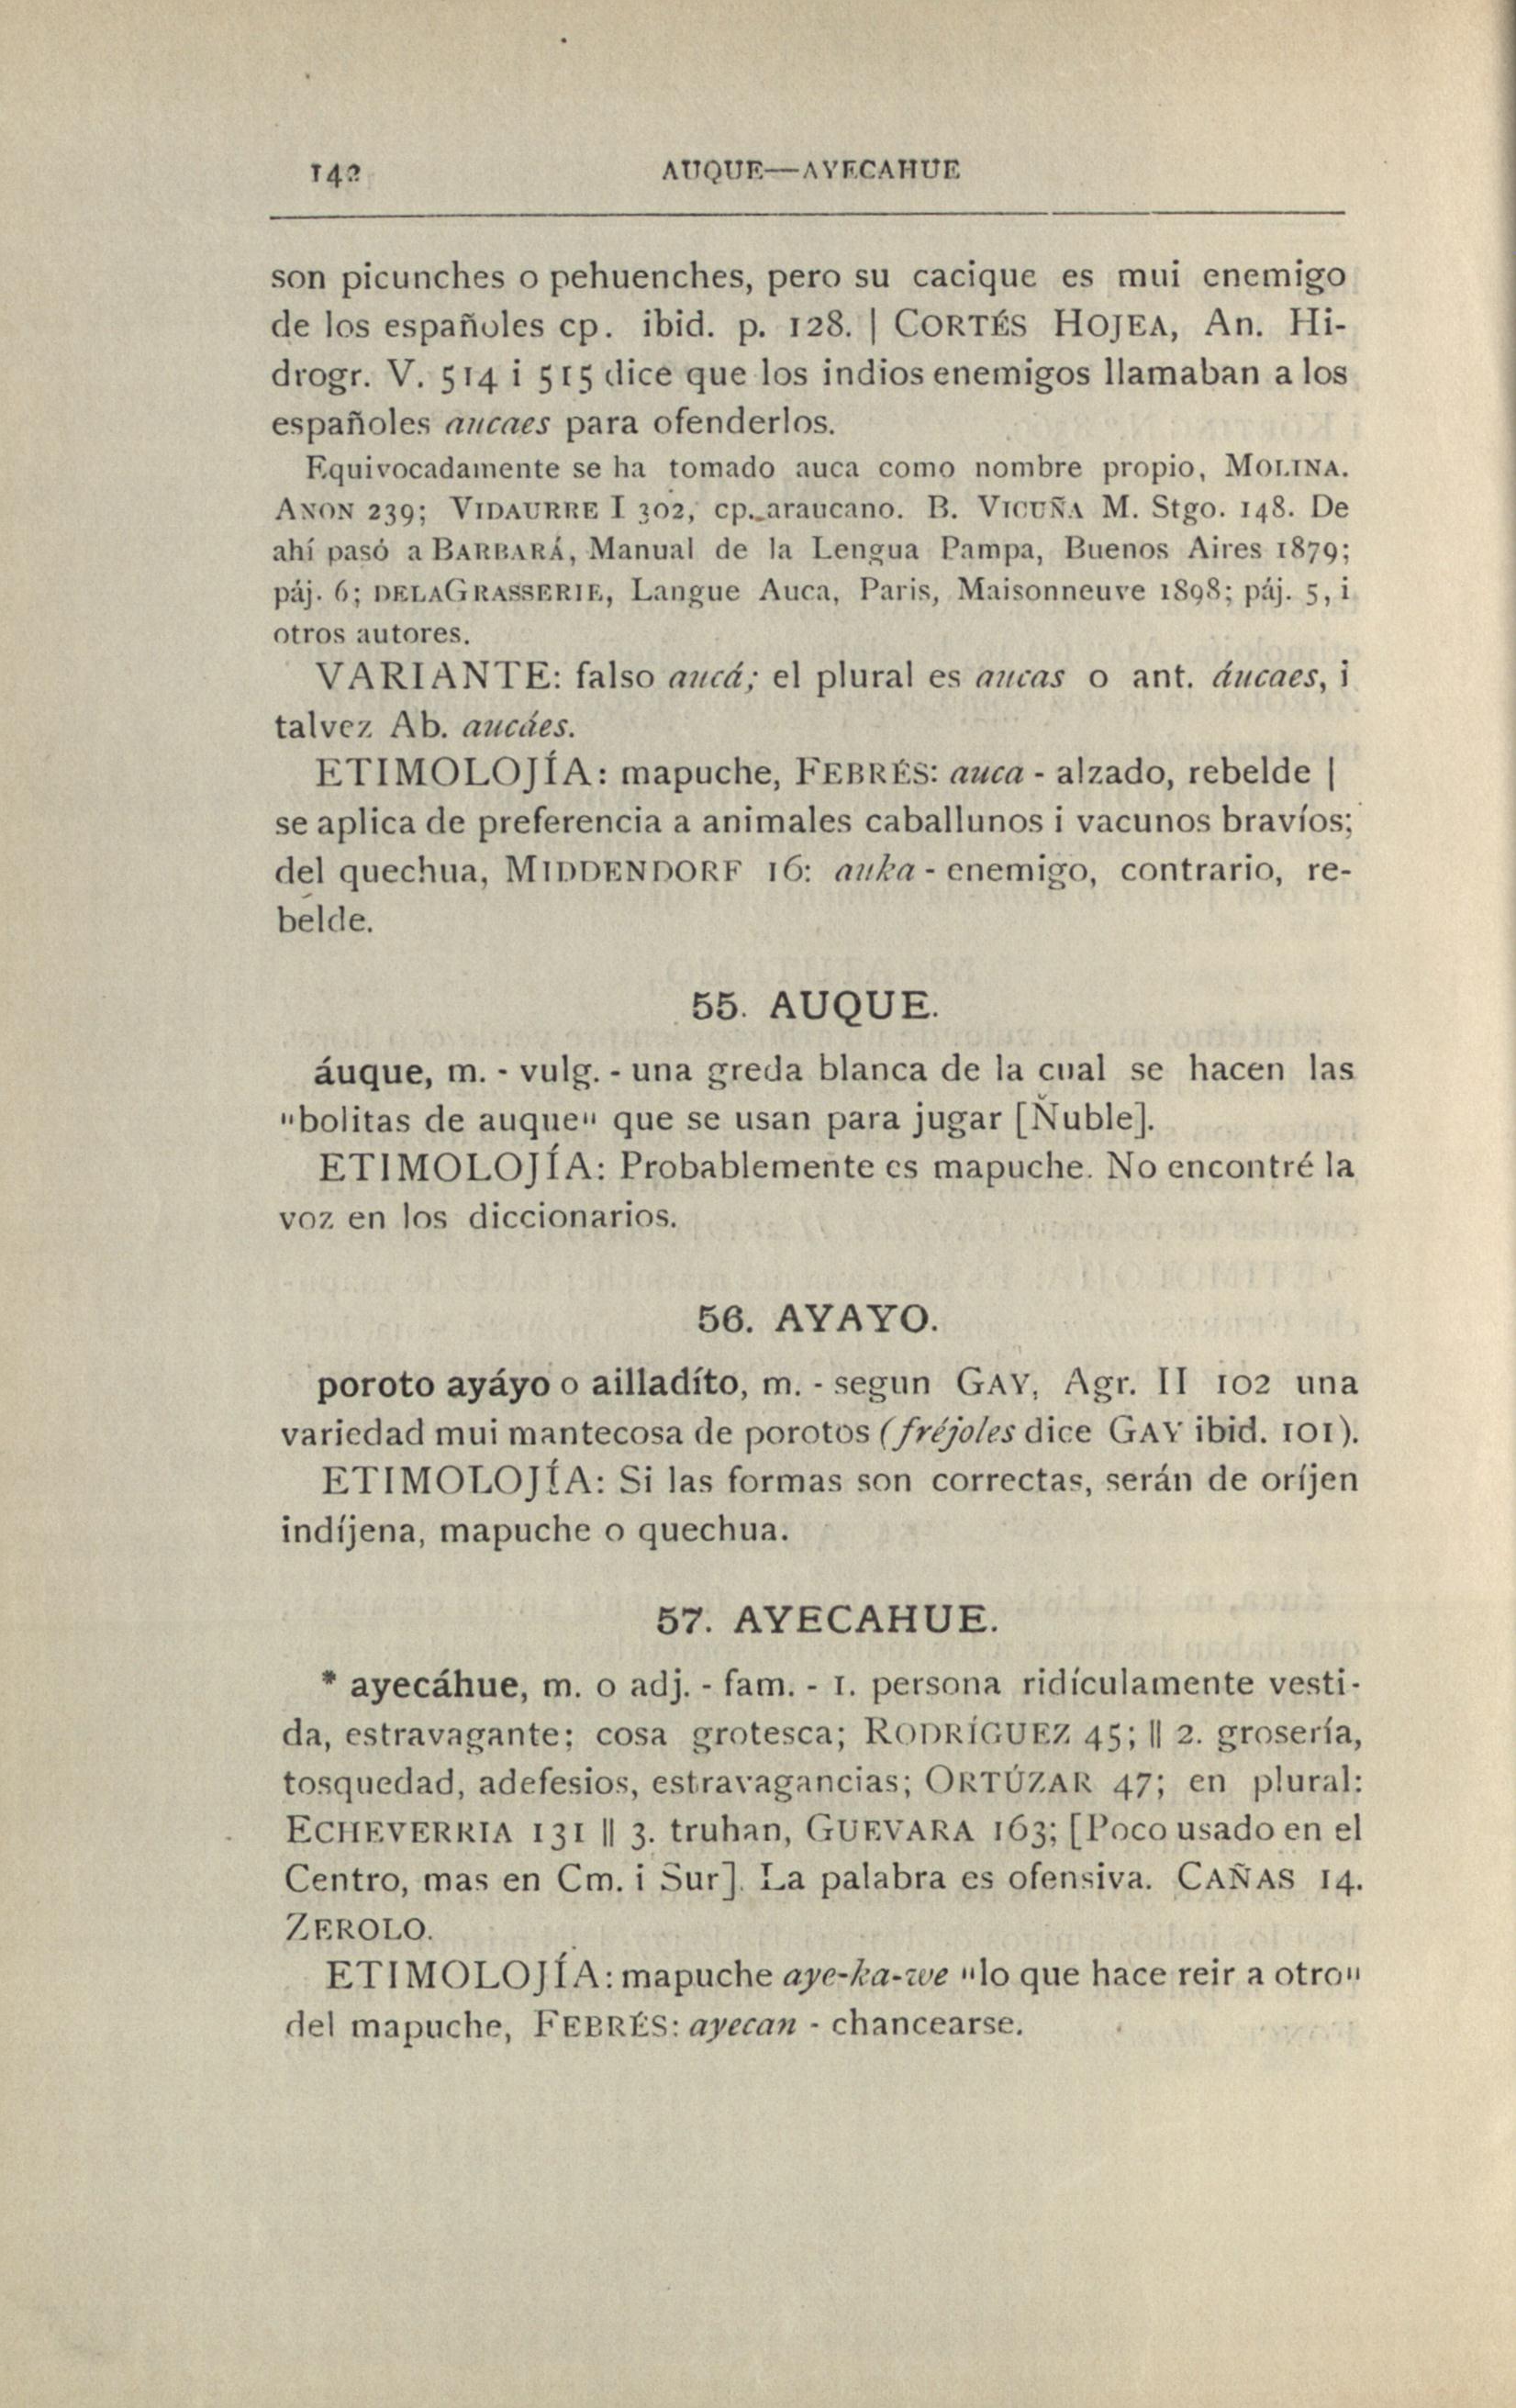 142 AUQUE—AYECAHUE
son picunches o pehuenches, pero su cacique es mui enemigo
de los españoles cp. ibid. p. 128. | CORTÉS HOJEA, An. Hi-
drogr. V. 514 i 515 dice que los indios enemigos llamaban a los
españoles aucaes para ofenderlos.
Equivocadamente se ha tomado auca como nombre propio, MOLINA.
ANON 239; VIDAURRE I 302, cp. araucano. B. VICUÑA M. Stgo. 148. De
ahí pasó a BARBARÁ, Manual de la Lengua Pampa, Buenos Aires 1879;
páj. 6; DELAGRASSERIE, Langue Auca, Paris, Maisonneuve 1898; páj. 5, i
otros autores.
VARIANTE: falso aucá; el plural es aucas o ant. áucaes, i
talvez Ab. aucáes.
ETIMOLOJÍA: mapuche, FEBRÉS: auca - alzado, rebelde |
se aplica de preferencia a animales caballunos i vacunos bravíos;
del quechua, MIDDENDORF 16: auka - enemigo, contrario, re-
belde.
55. AUQUE.
áuque, m. - vulg. - una greda blanca de la cual se hacen las
"bolitas de auque" que se usan para jugar [Ñuble].
ETIMOLOJÍA: Probablemente es mapuche. No encontré la
voz en los diccionarios.
56. AYAYO.
poroto ayáyo o ailladíto, m. - segun GAY, Agr. II 102 una
variedad mui mantecosa de porotos (fréjoles dice GAY ibid. 101).
ETIMOLOJÍA: Si las formas son correctas, serán de oríjen
indíjena, mapuche o quechua.
57. AYECAHUE.
* ayecáhue, m. o adj. - fam. - 1. persona ridículamente vesti-
da, estravagante; cosa grotesca; RODRÍGUEZ 45; || 2. grosería,
tosquedad, adefesios, estravagancias; ORTÚZAR 47; en plural:
ECHEVERRIA 131 || 3. truhan, GUEVARA 163; [Poco usado en el
Centro, mas en Cm. i Sur]. La palabra es ofensiva. CAÑAS 14.
ZEROLO.
ETIMOLOJÍA: mapuche aye-ka-we "lo que hace reir a otro"
del mapuche, FEBRÉS: ayecan - chancearse.